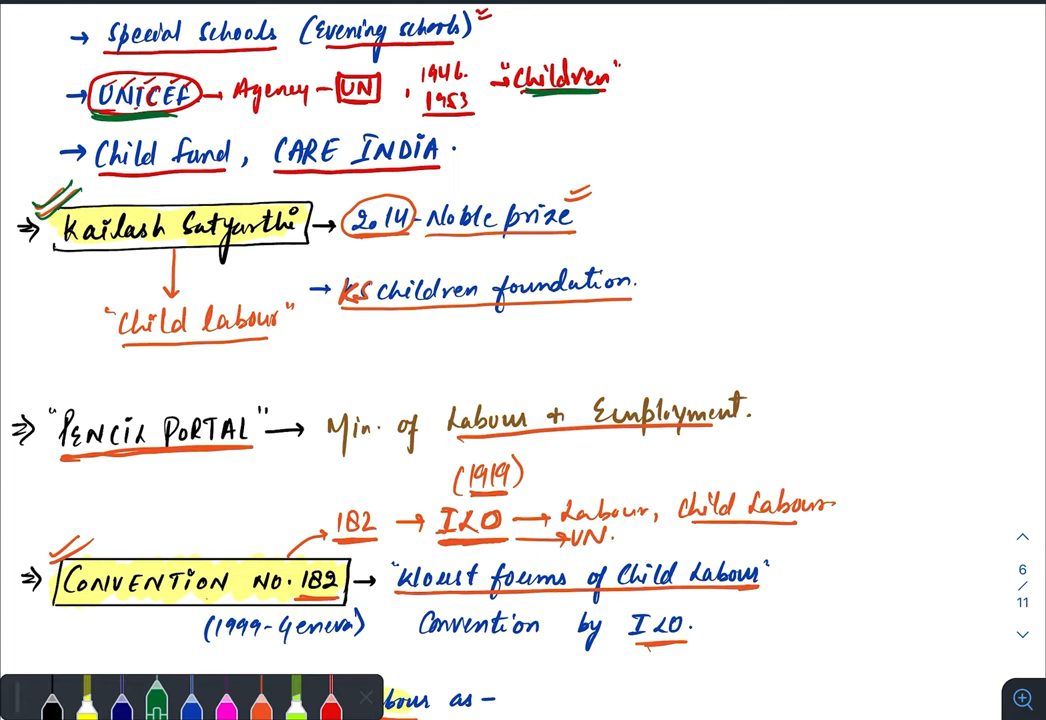 → Special Schools (Evening schools)
→ UNICEF → Agency - UN, 1946. 1953 → "Children"
→ Child fund, CARE INDIA.
⇒ Kailash Satyarthi → 2014 - Noble prize
→ KS children foundation.
"Child labour"
⇒ "PENCIL PORTAL" → Min. of Labour + Employment.
(1919)
182 → ILO → Labour, Child Labour
→ UN.
⇒ CONVENTION NO. 182 → "Worst forms of Child Labour"
(1999-Geneva) Convention by ILO.
bour as -
6
/
11